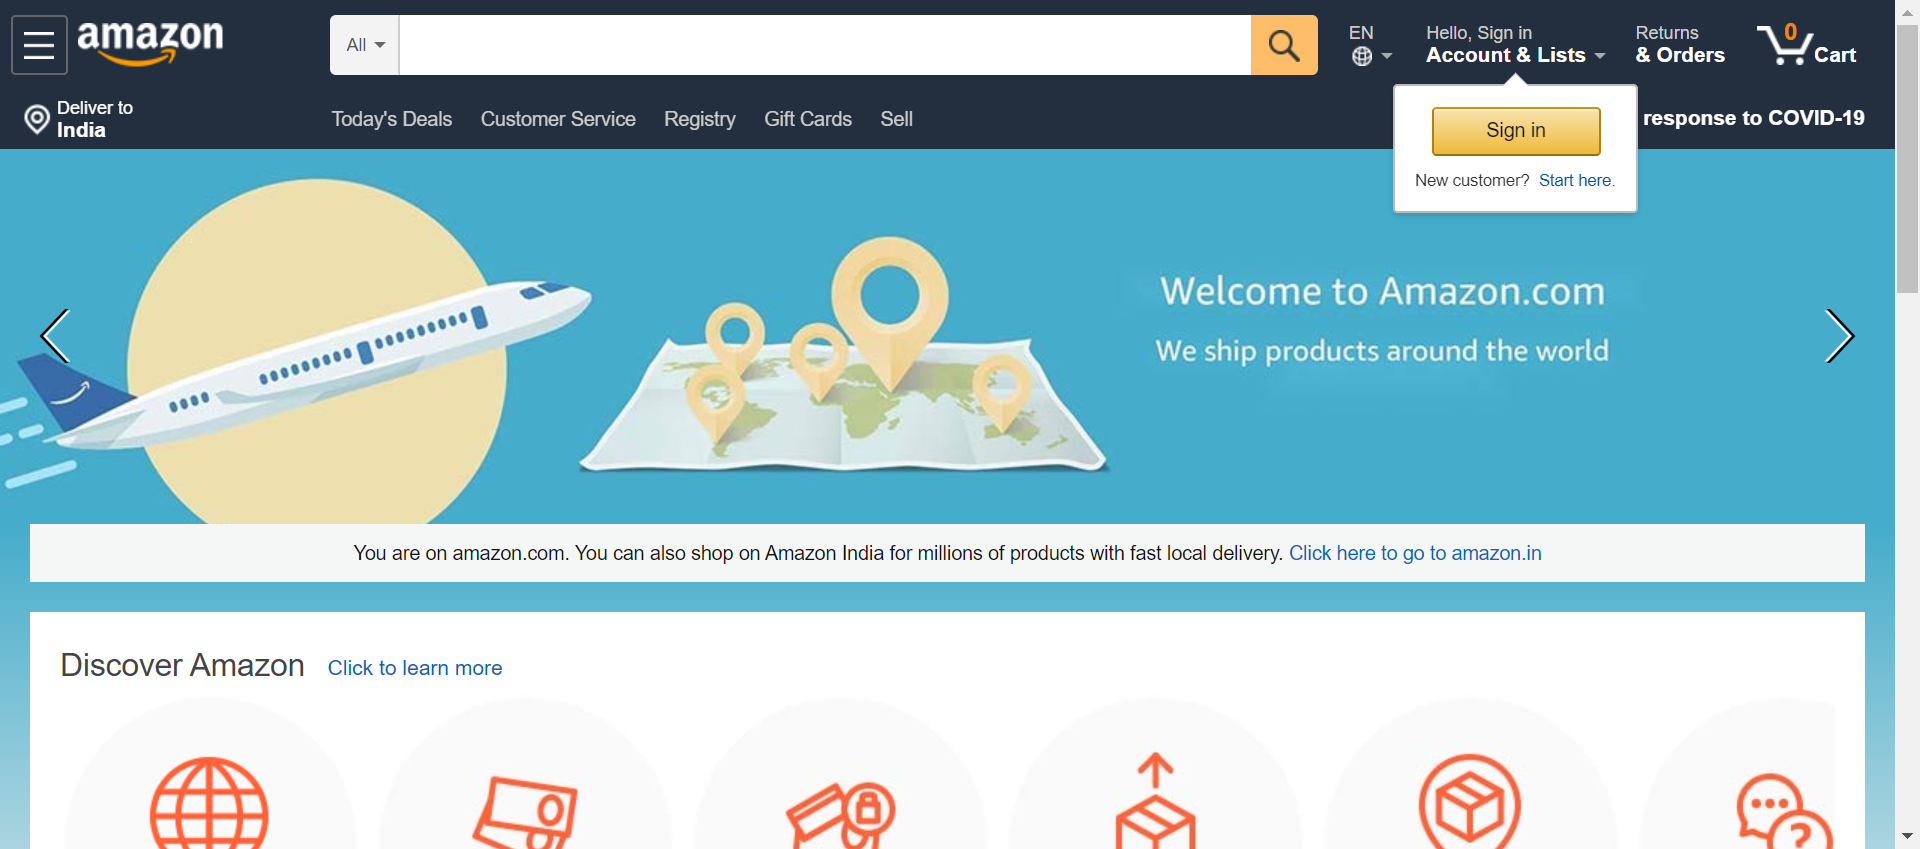 amazon
All
EN
Hello, Sign in
Account & Lists
Returns
& Orders
0
Cart
Deliver to
India
Today's Deals
Customer Service
Registry
Gift Cards
Sell
response to COVID-19
Sign in
New customer? Start here.
Welcome to Amazon.com
We ship products around the world
You are on amazon.com. You can also shop on Amazon India for millions of products with fast local delivery. Click here to go to amazon.in
Discover Amazon
Click to learn more
?